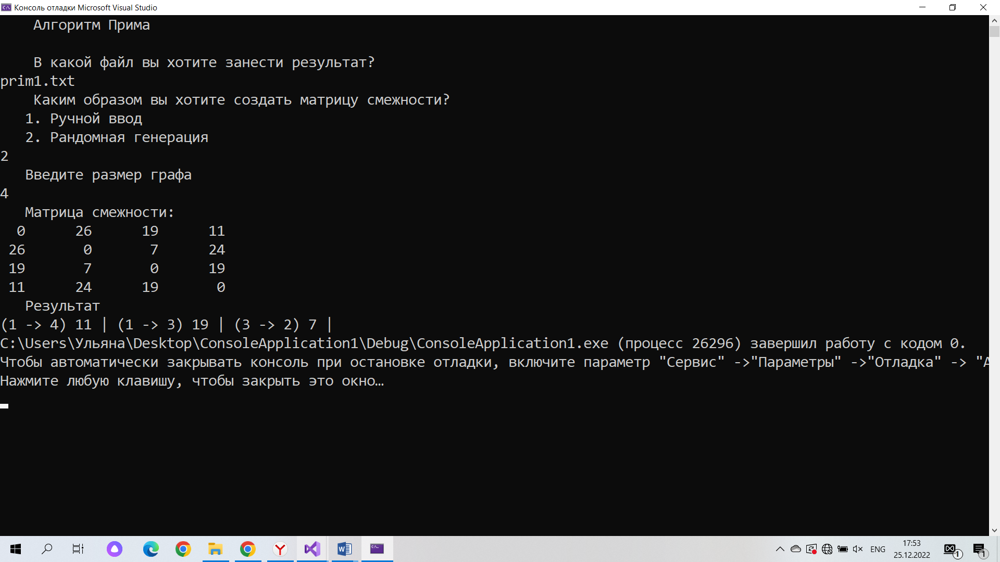 Консоль отладки Microsoft Visual Studio
Алгоритм Прима
В какой файл вы хотите занести результат?
prim1.txt
Каким образом вы хотите создать матрицу смежности?
1. Ручной ввод
2. Рандомная генерация
2
Введите размер графа
4
Матрица смежности:
0 26 19 11
26 0 7 24
19 7 0 19
11 24 19 0
Результат
(1 -> 4) 11 | (1 -> 3) 19 | (3 -> 2) 7 |
C:\Users\Ульяна\Desktop\ConsoleApplication1\Debug\ConsoleApplication1.exe (процесс 26296) завершил работу с кодом 0.
Чтобы автоматически закрывать консоль при остановке отладки, включите параметр "Сервис" ->"Параметры" ->"Отладка" -> "А
Нажмите любую клавишу, чтобы закрыть это окно…
ENG
17:53
25.12.2022
1
1